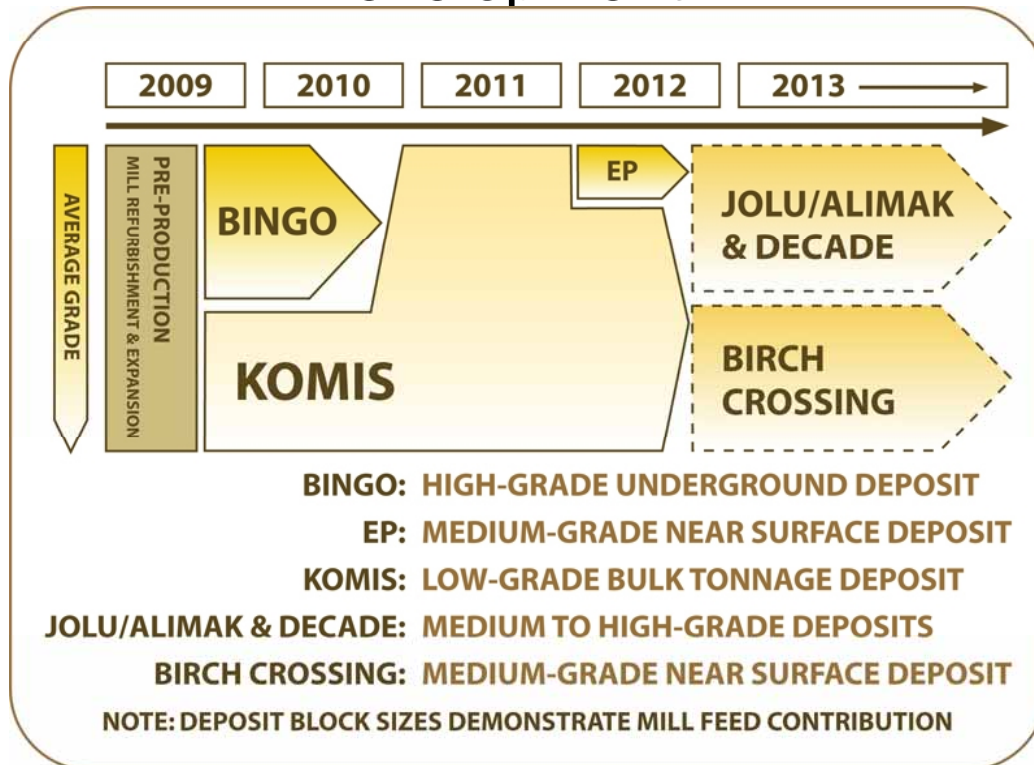 2009 2010 2011 2012 2013
AVERAGE GRADE
PRE-PRODUCTION
MILL REFURBISHMENT & EXPANSION
BINGO
KOMIS
EP
JOLU/ALIMAK
& DECADE
BIRCH
CROSSING
BINGO: HIGH-GRADE UNDERGROUND DEPOSIT
EP: MEDIUM-GRADE NEAR SURFACE DEPOSIT
KOMIS: LOW-GRADE BULK TONNAGE DEPOSIT
JOLU/ALIMAK & DECADE: MEDIUM TO HIGH-GRADE DEPOSITS
BIRCH CROSSING: MEDIUM-GRADE NEAR SURFACE DEPOSIT
NOTE: DEPOSIT BLOCK SIZES DEMONSTRATE MILL FEED CONTRIBUTION